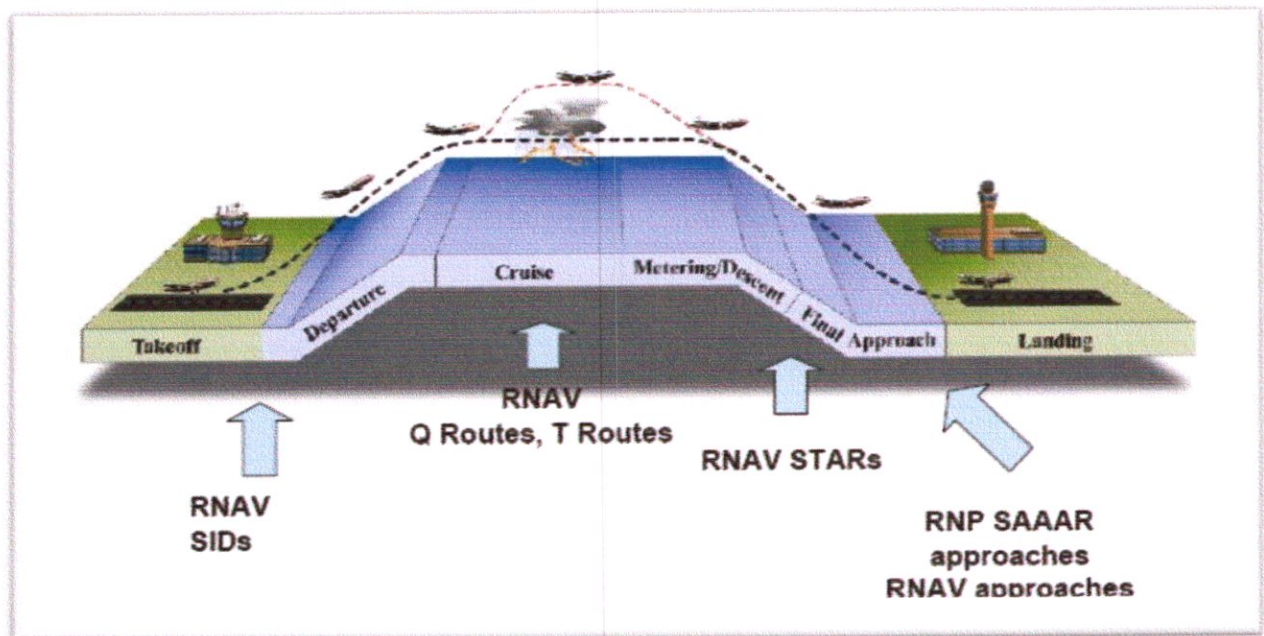 Takeoff
Departure
Cruise
Metering/Descent
Final Approach
Landing
RNAV
SIDs
RNAV
Q Routes, T Routes
RNAV STARs
RNP SAAAR
approaches
RNAV approaches